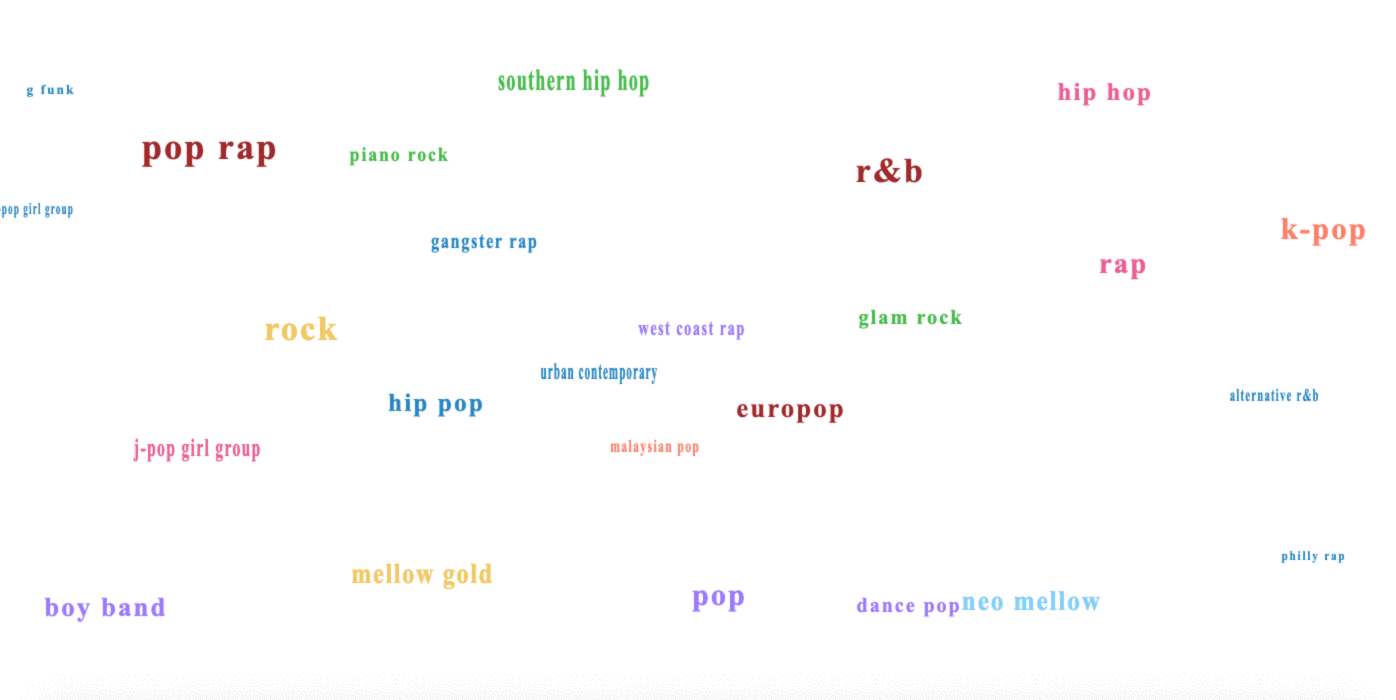 southern hip hop
g funk
hip hop
pop rap
piano rock
r&b
-pop girl group
k-pop
gangster rap
rap
glam rock
rock
west coast rap
urban contemporary
alternative r&b
hip pop
europop
j-pop girl group
malaysian pop
philly rap
mellow gold
pop
neo mellow
dance pop
boy band